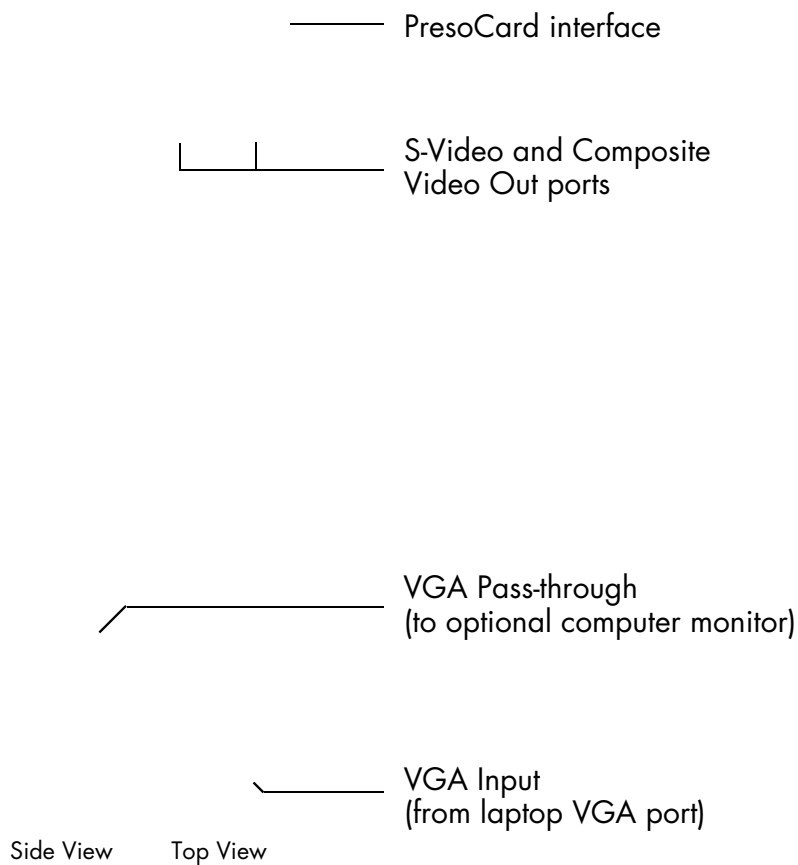 PresoCard interface
S-Video and Composite
Video Out ports
VGA Pass-through
(to optional computer monitor)
VGA Input
(from laptop VGA port)
Side View Top View